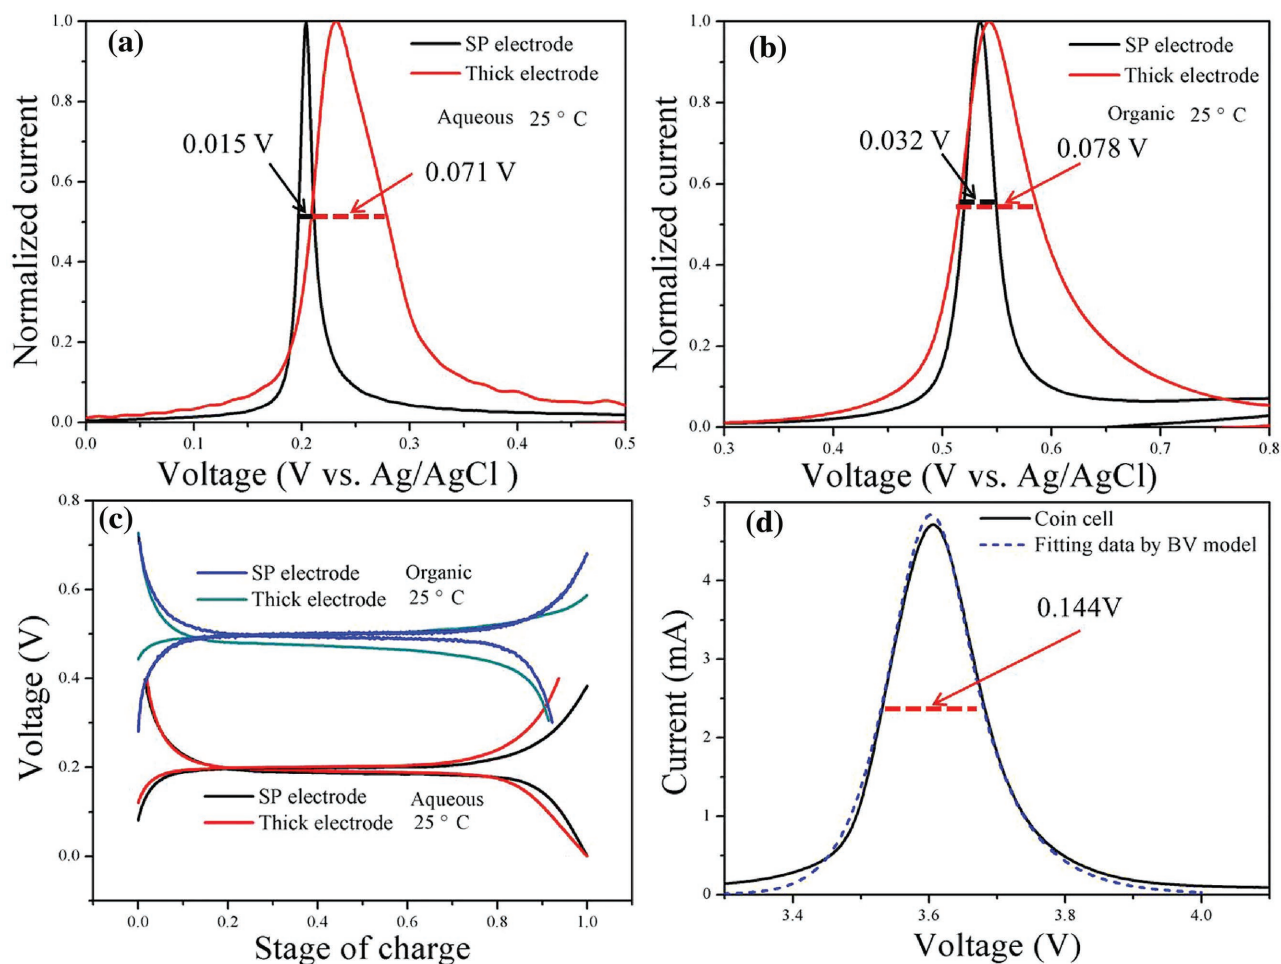 (a)
SP electrode
Thick electrode
Aqueous 25 ° C
0.015 V
0.071 V
1.0
0.8
0.6
0.4
0.2
0.0
Normalized current
0.0 0.1 0.2 0.3 0.4 0.5
Voltage (V vs. Ag/AgCl )
(b)
SP electrode
Thick electrode
Organic 25 ° C
0.032 V
0.078 V
1.0
0.8
0.6
0.4
0.2
0.0
Normalized current
0.3 0.4 0.5 0.6 0.7 0.8
Voltage (V vs. Ag/AgCl)
(c)
SP electrode Organic
Thick electrode 25 ° C
SP electrode Aqueous
Thick electrode 25 ° C
0.8
0.6
0.4
0.2
0.0
Voltage (V)
0.0 0.2 0.4 0.6 0.8 1.0
Stage of charge
(d)
Coin cell
Fitting data by BV model
0.144V
5
4
3
2
1
0
Current (mA)
3.4 3.6 3.8 4.0
Voltage (V)